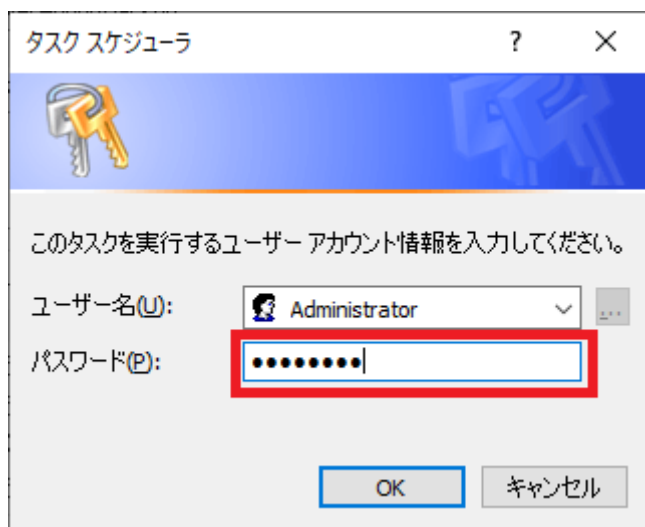 タスク スケジューラ
このタスクを実行するユーザー アカウント情報を入力してください。
ユーザー名(U): Administrator ...
パスワード(P): ●●●●●●●●
OK キャンセル